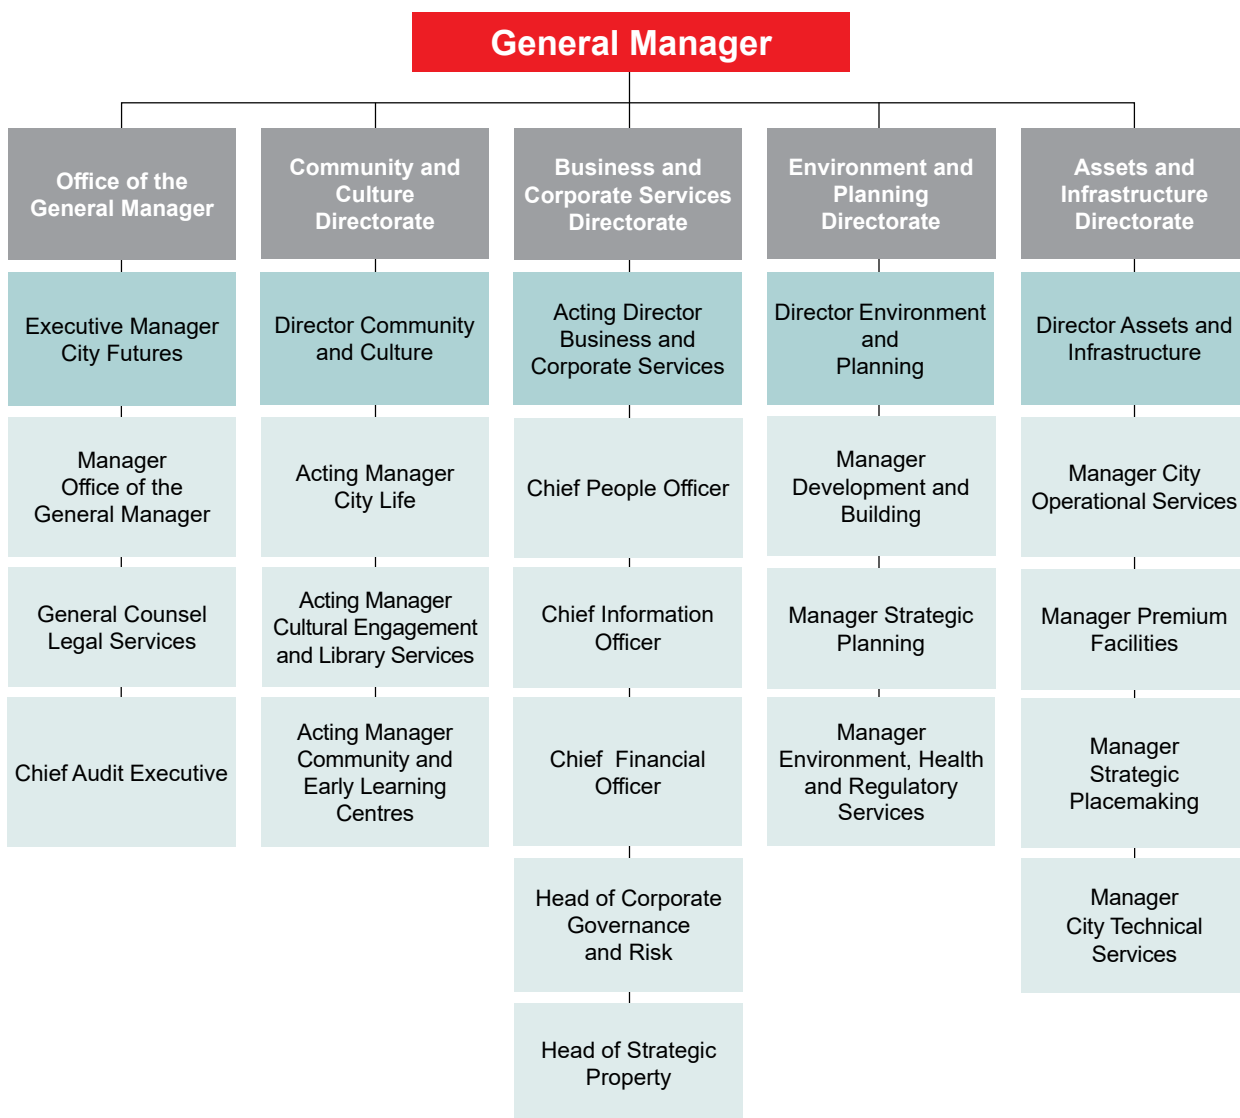 General Manager
Office of the
General Manager
Community and
Culture
Directorate
Business and
Corporate Services
Directorate
Environment and
Planning
Directorate
Assets and
Infrastructure
Directorate
Executive Manager
City Futures
Director Community
and Culture
Acting Director
Business and
Corporate Services
Director Environment
and
Planning
Director Assets and
Infrastructure
Manager
Office of the
General Manager
Acting Manager
City Life
Chief People Officer
Manager
Development and
Building
Manager City
Operational Services
General Counsel
Legal Services
Acting Manager
Cultural Engagement
and Library Services
Chief Information
Officer
Manager Strategic
Planning
Manager Premium
Facilities
Chief Audit Executive
Acting Manager
Community and
Early Learning
Centres
Chief Financial
Officer
Manager
Environment, Health
and Regulatory
Services
Manager
Strategic
Placemaking
Head of Corporate
Governance
and Risk
Manager
City Technical
Services
Head of Strategic
Property